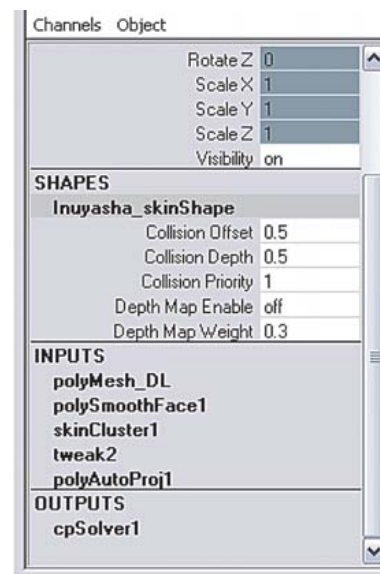 Channels Object
Rotate Z 0
Scale X 1
Scale Y 1
Scale Z 1
Visibility on
SHAPES
Inuyasha_skinShape
Collision Offset 0.5
Collision Depth 0.5
Collision Priority 1
Depth Map Enable off
Depth Map Weight 0.3
INPUTS
polyMesh_DL
polySmoothFace1
skinCluster1
tweak2
polyAutoProj1
OUTPUTS
cpSolver1